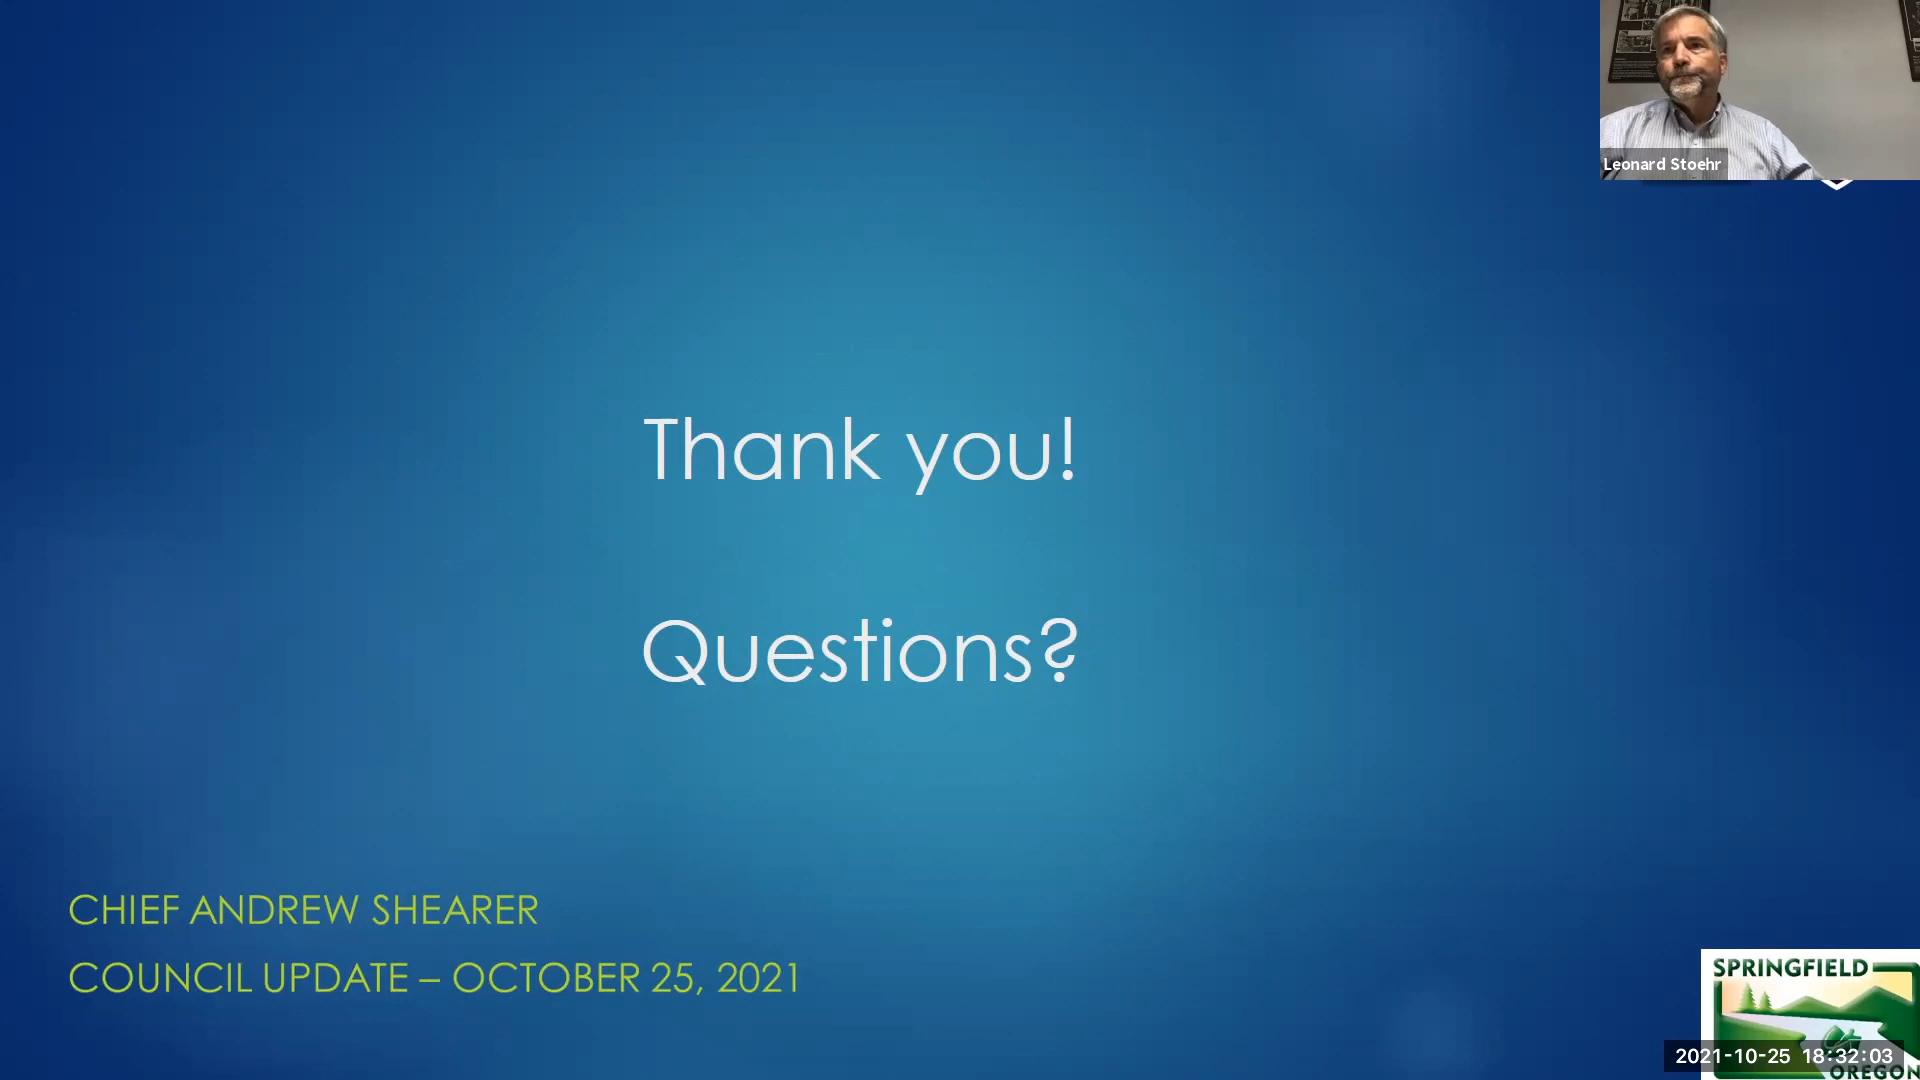 Leonard Stoehr
Thank you!
Questions?
CHIEF ANDREW SHEARER
COUNCIL UPDATE – OCTOBER 25, 2021
SPRINGFIELD
2021-10-25 18:32:03
OREGON